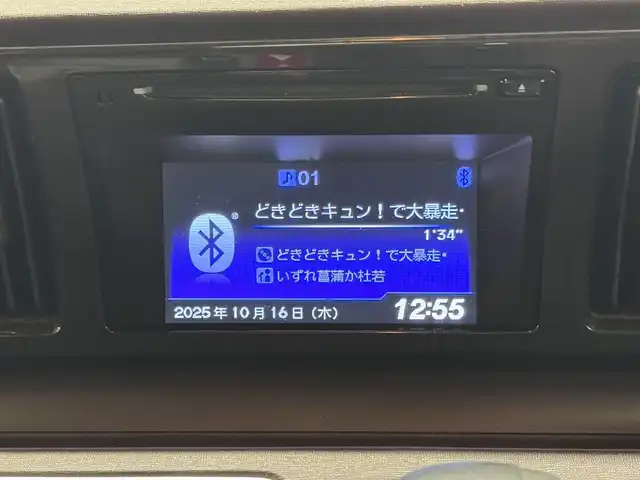 ♪01
どきどきキュン！で大暴走・
1'34"
どきどきキュン！で大暴走・
いずれ菖蒲か杜若
2025年10月16日（木）
12:55